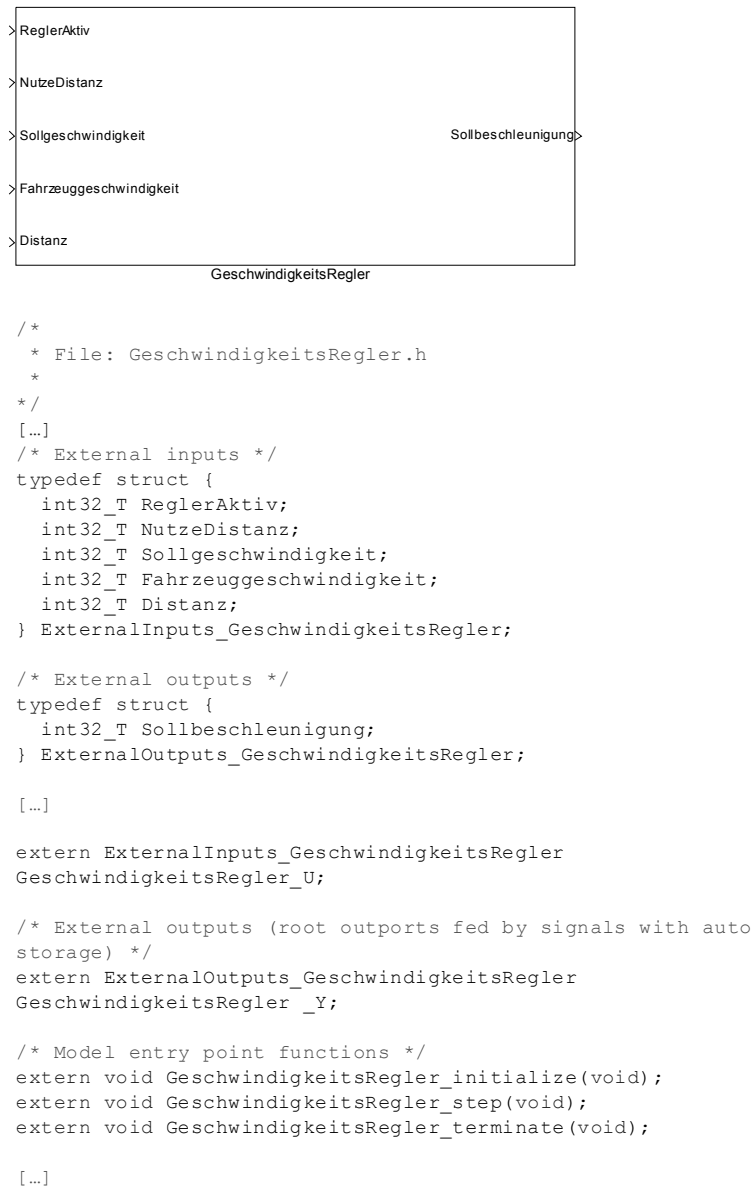 ReglerAktiv
NutzeDistanz
Sollgeschwindigkeit
Sollbeschleunigung
Fahrzeuggeschwindigkeit
Distanz
GeschwindigkeitsRegler
/*
 * File: GeschwindigkeitsRegler.h
 *
*/
[…]
/* External inputs */
typedef struct {
  int32_T ReglerAktiv;
  int32_T NutzeDistanz;
  int32_T Sollgeschwindigkeit;
  int32_T Fahrzeuggeschwindigkeit;
  int32_T Distanz;
} ExternalInputs_GeschwindigkeitsRegler;
/* External outputs */
typedef struct {
  int32_T Sollbeschleunigung;
} ExternalOutputs_GeschwindigkeitsRegler;
[…]
extern ExternalInputs_GeschwindigkeitsRegler
GeschwindigkeitsRegler_U;
/* External outputs (root outports fed by signals with auto
storage) */
extern ExternalOutputs_GeschwindigkeitsRegler
GeschwindigkeitsRegler _Y;
/* Model entry point functions */
extern void GeschwindigkeitsRegler_initialize(void);
extern void GeschwindigkeitsRegler_step(void);
extern void GeschwindigkeitsRegler_terminate(void);
[…]